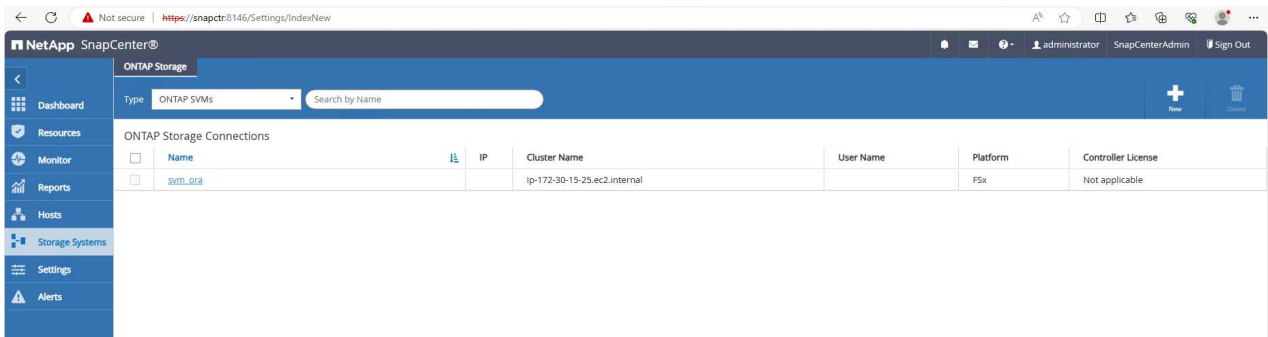 Not secure | https://snapctr:8146/Settings/IndexNew
NetApp SnapCenter®
administrator SnapCenterAdmin Sign Out
ONTAP Storage
Type ONTAP SVMs Search by Name
New Delete
Dashboard
Resources
Monitor
Reports
Hosts
Storage Systems
Settings
Alerts
ONTAP Storage Connections
Name IP Cluster Name User Name Platform Controller License
svm_ora ip-172-30-15-25.ec2.internal FSx Not applicable